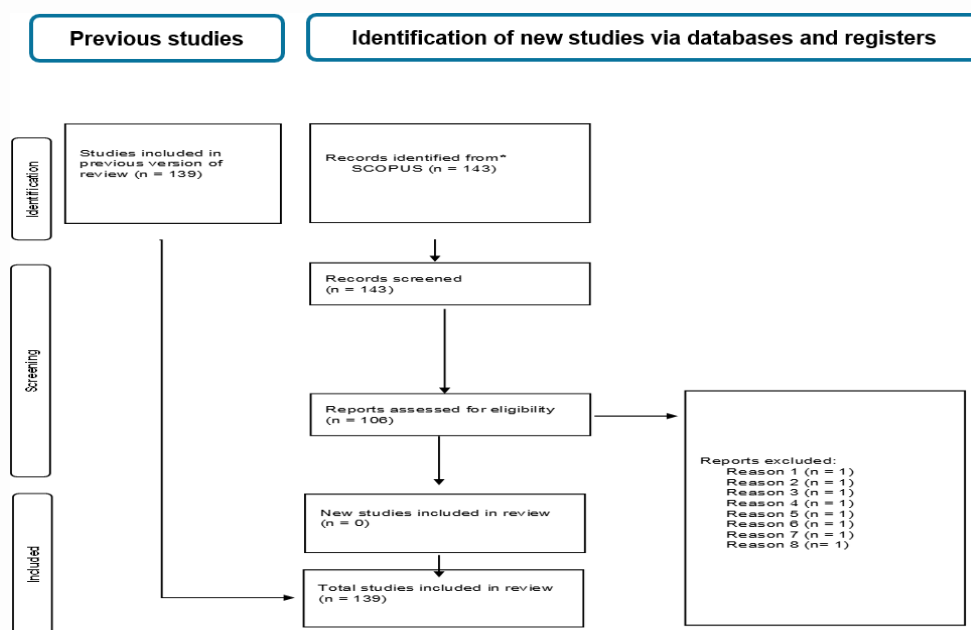 Previous studies
Identification of new studies via databases and registers
Identification
Studies included in
previous version of
review (n = 139)
Records identified from*
SCOPUS (n = 143)
Screening
Records screened
(n = 143)
Reports assessed for eligibility
(n = 106)
Reports excluded:
Reason 1 (n = 1)
Reason 2 (n = 1)
Reason 3 (n = 1)
Reason 4 (n = 1)
Reason 5 (n = 1)
Reason 6 (n = 1)
Reason 7 (n = 1)
Reason 8 (n= 1)
Included
New studies included in review
(n = 0)
Total studies included in review
(n = 139)